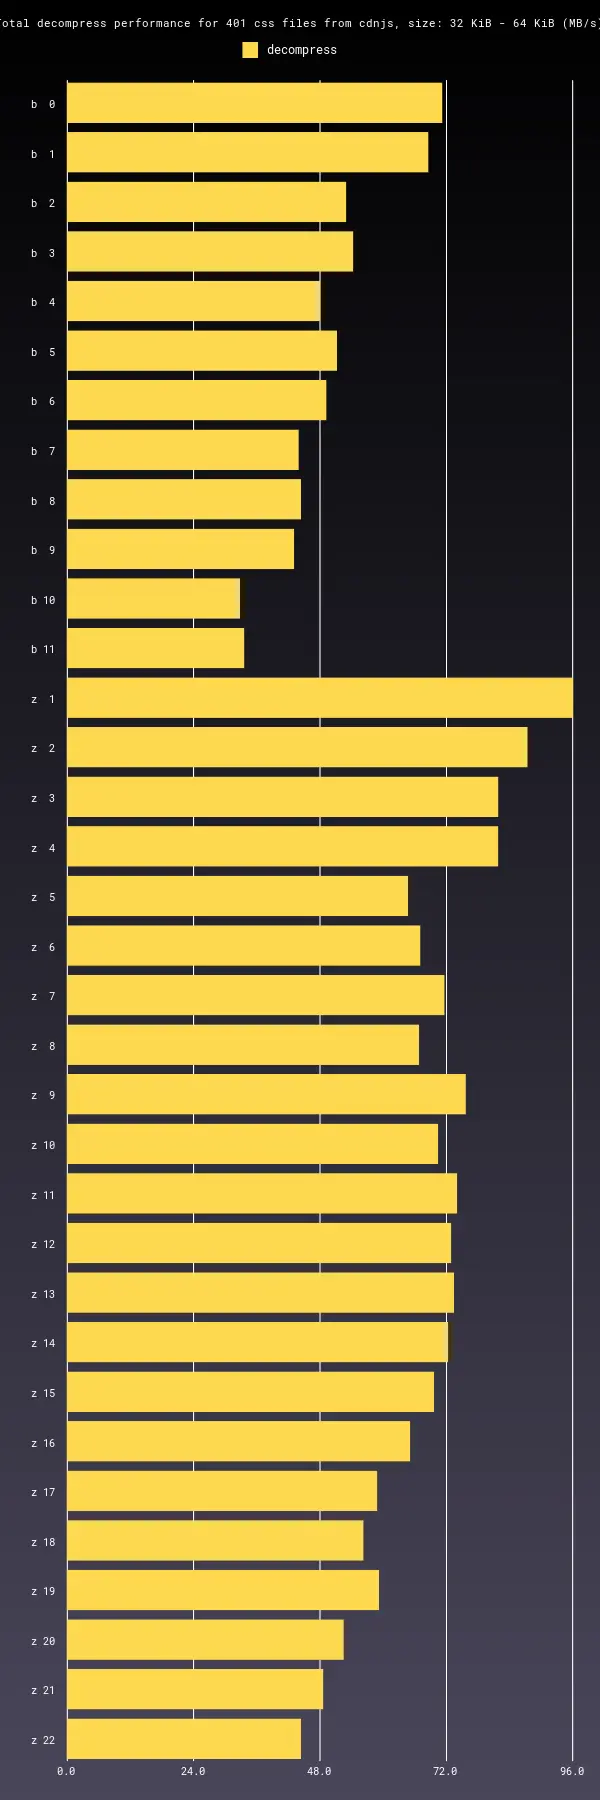 Total decompress performance for 401 css files from cdnjs, size: 32 KiB - 64 KiB (MB/s)
decompress
b 0
b 1
b 2
b 3
b 4
b 5
b 6
b 7
b 8
b 9
b 10
b 11
z 1
z 2
z 3
z 4
z 5
z 6
z 7
z 8
z 9
z 10
z 11
z 12
z 13
z 14
z 15
z 16
z 17
z 18
z 19
z 20
z 21
z 22
0.0 24.0 48.0 72.0 96.0